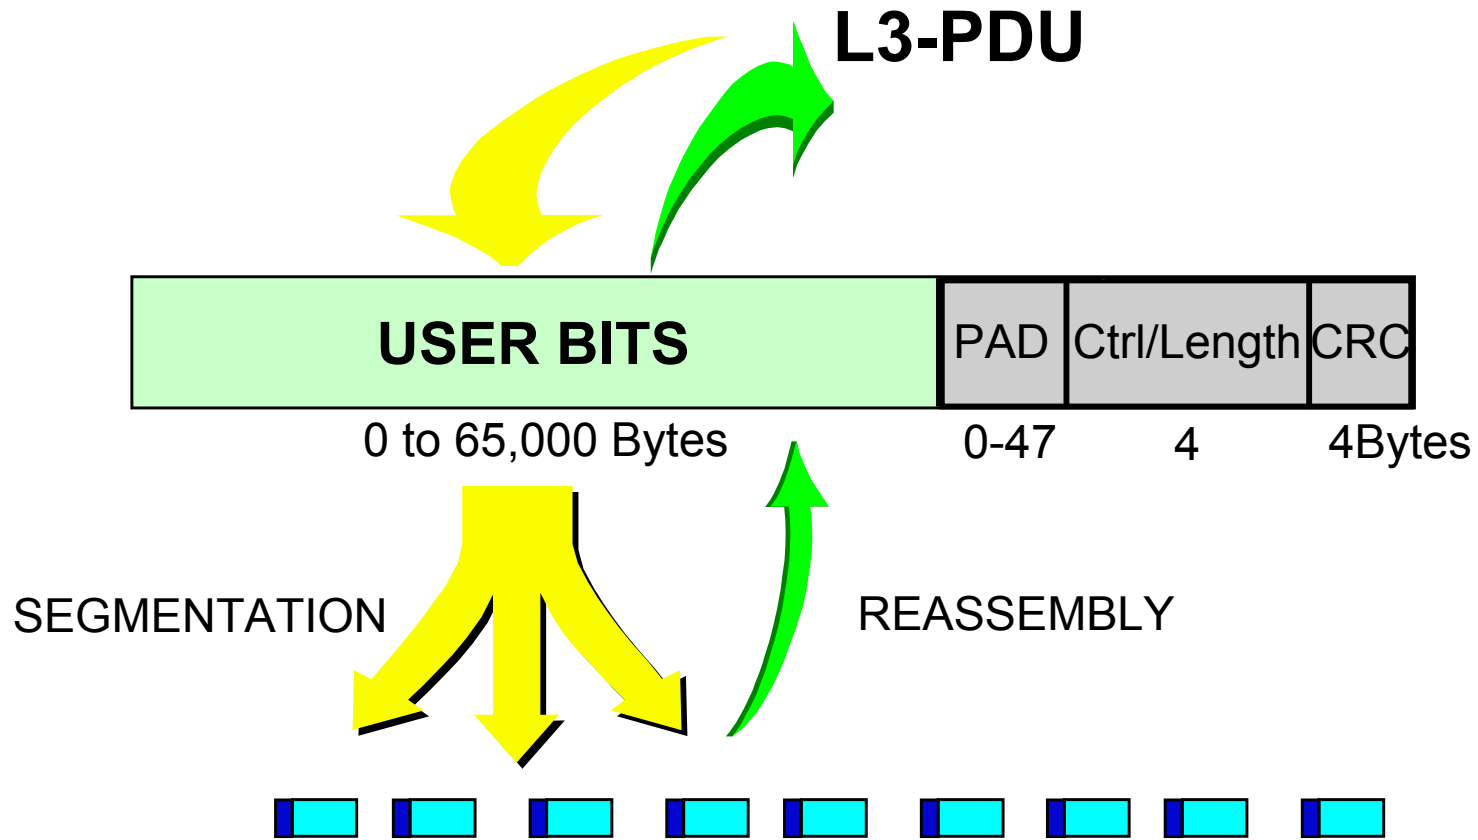 L3-PDU
USER BITS
PAD
Ctrl/Length
CRC
0 to 65,000 Bytes
0-47
4
4Bytes
SEGMENTATION
REASSEMBLY